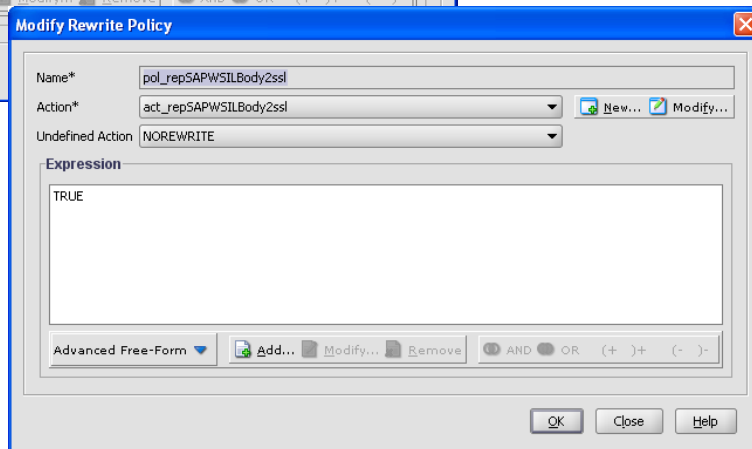 Modify Rewrite Policy
Name* pol_repSAPWSILBody2ssl
Action* act_repSAPWSILBody2ssl New... Modify...
Undefined Action NOREWRITE
Expression
TRUE
Advanced Free-Form Add... Modify... Remove AND OR (+ )+ (- )-
OK Close Help